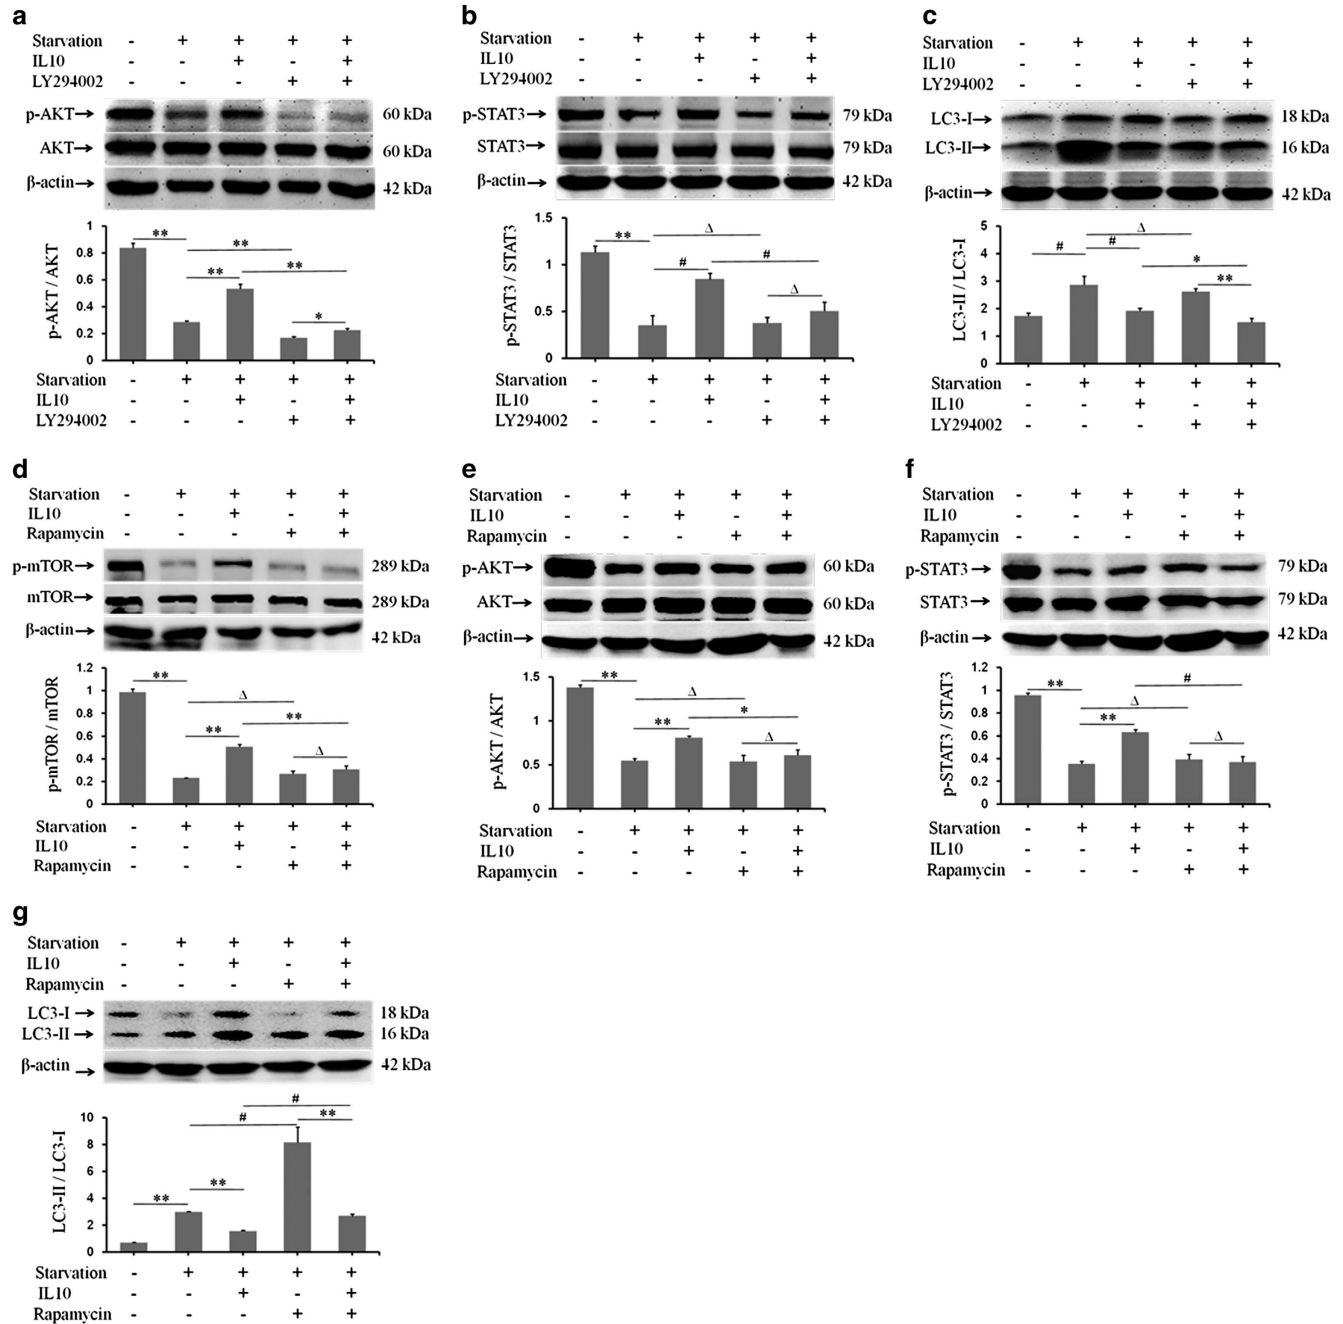 a
Starvation - + + + +
IL10 - - + - +
LY294002 - - - + +
p-AKT→ 60 kDa
AKT→ 60 kDa
β-actin→ 42 kDa
p-AKT / AKT
1
0.8
0.6
0.4
0.2
0
** ** ** ** *
Starvation - + + + +
IL10 - - + - +
LY294002 - - - + +
b
Starvation - + + + +
IL10 - - + - +
LY294002 - - - + +
p-STAT3→ 79 kDa
STAT3→ 79 kDa
β-actin→ 42 kDa
p-STAT3 / STAT3
1.5
1
0.5
0
** Δ # # Δ
Starvation - + + + +
IL10 - - + - +
LY294002 - - - + +
c
Starvation - + + + +
IL10 - - + - +
LY294002 - - - + +
LC3-I→ 18 kDa
LC3-II→ 16 kDa
β-actin→ 42 kDa
LC3-II / LC3-I
5
4
3
2
1
0
# Δ # * **
Starvation - + + + +
IL10 - - + - +
LY294002 - - - + +
d
Starvation - + + + +
IL10 - - + - +
Rapamycin - - - + +
p-mTOR→ 289 kDa
mTOR→ 289 kDa
β-actin→ 42 kDa
p-mTOR / mTOR
1.2
1
0.8
0.6
0.4
0.2
0
** Δ ** ** Δ
Starvation - + + + +
IL10 - - + - +
Rapamycin - - - + +
e
Starvation - + + + +
IL10 - - + - +
Rapamycin - - - + +
p-AKT→ 60 kDa
AKT→ 60 kDa
β-actin→ 42 kDa
p-AKT / AKT
1.5
1
0.5
0
** Δ ** * Δ
Starvation - + + + +
IL10 - - + - +
Rapamycin - - - + +
f
Starvation - + + + +
IL10 - - + - +
Rapamycin - - - + +
p-STAT3→ 79 kDa
STAT3→ 79 kDa
β-actin→ 42 kDa
p-STAT3 / STAT3
1.2
1
0.8
0.6
0.4
0.2
0
** # Δ ** Δ
Starvation - + + + +
IL10 - - + - +
Rapamycin - - - + +
g
Starvation - + + + +
IL10 - - + - +
Rapamycin - - - + +
LC3-I → 18 kDa
LC3-II → 16 kDa
β-actin → 42 kDa
LC3-II / LC3-I
10
8
6
4
2
0
** ** # # **
Starvation - + + + +
IL10 - - + - +
Rapamycin - - - + +